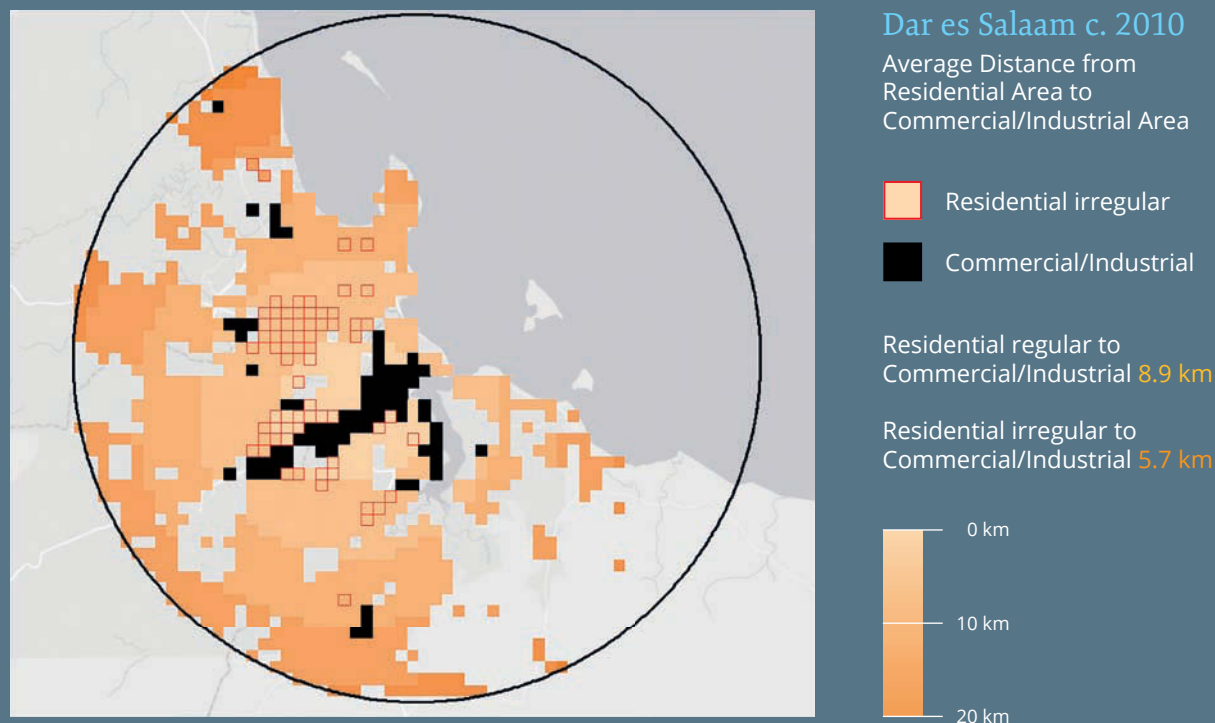 Dar es Salaam c. 2010
Average Distance from
Residential Area to
Commercial/Industrial Area
Residential irregular
Commercial/Industrial
Residential regular to
Commercial/Industrial 8.9 km
Residential irregular to
Commercial/Industrial 5.7 km
0 km
10 km
20 km